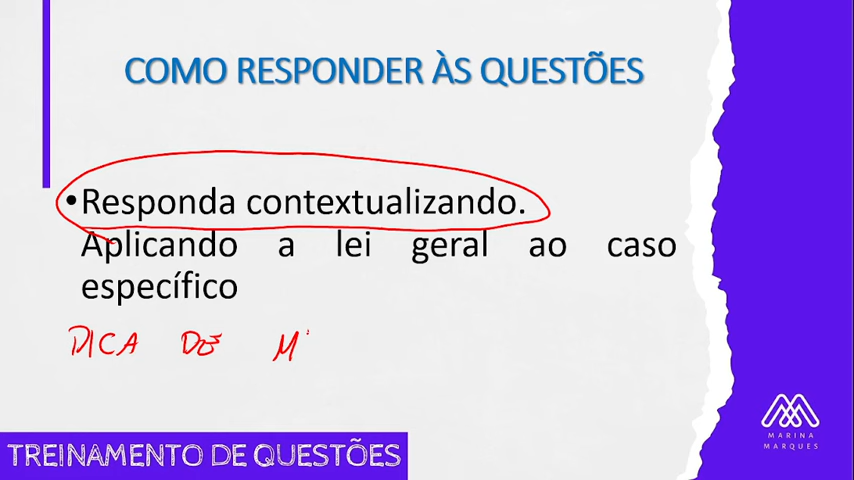 COMO RESPONDER ÀS QUESTÕES
•Responda contextualizando.
Aplicando a lei geral ao caso
específico
DICA DE M
TREINAMENTO DE QUESTÕES
MARINA
MARQUES